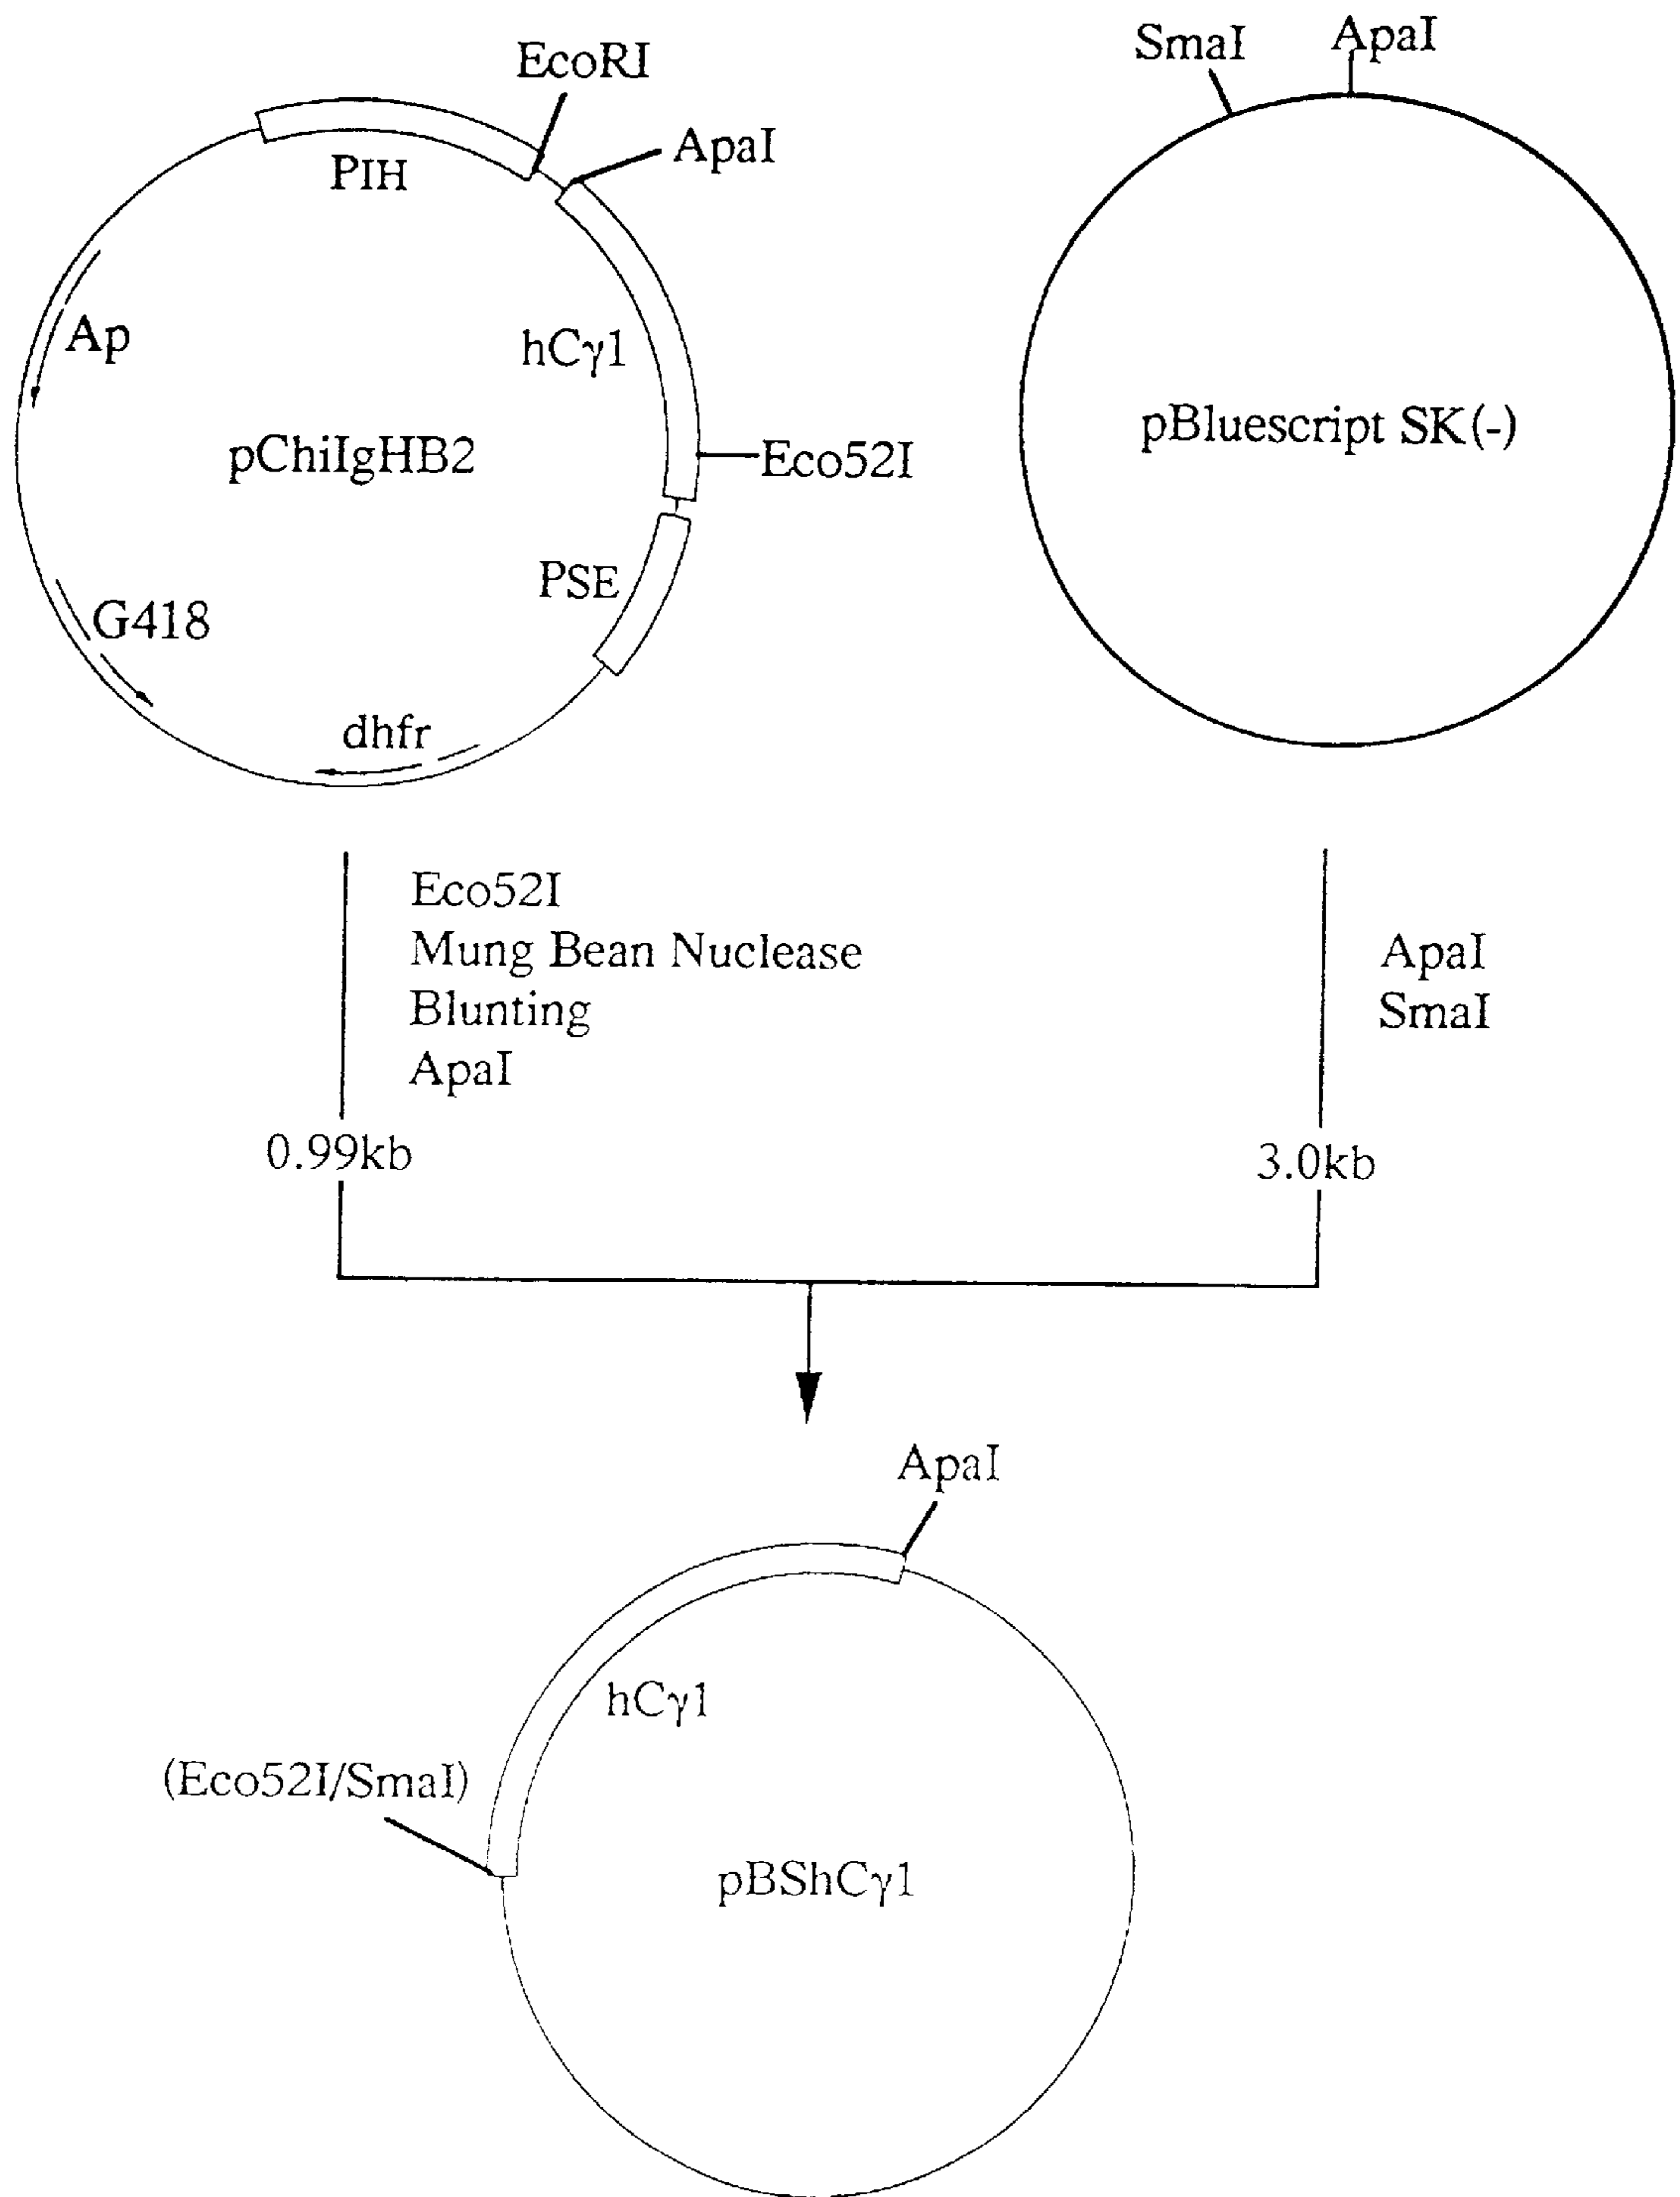 EcoRI
ApaI
PIH
Ap
hCγ1
pChiIgHB2
Eco52I
PSE
G418
dhfr
SmaI
ApaI
pBluescript SK(-)
Eco52I
Mung Bean Nuclease
Blunting
ApaI
0.99kb
ApaI
SmaI
3.0kb
ApaI
hCγ1
(Eco52I/SmaI)
pBShCγ1